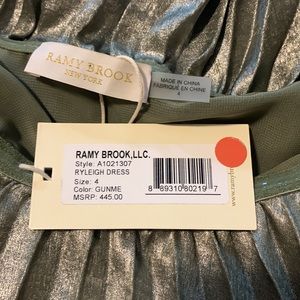 RAMY BROOK
NEW YORK
MADE IN CHINA
FABRIQUÉ EN CHINE
4
RAMY BROOK,LLC.
Style: A1021307
RYLEIGH DRESS
Size: 4
Color: GUNME
MSRP: 445.00
8 89310 80219 7